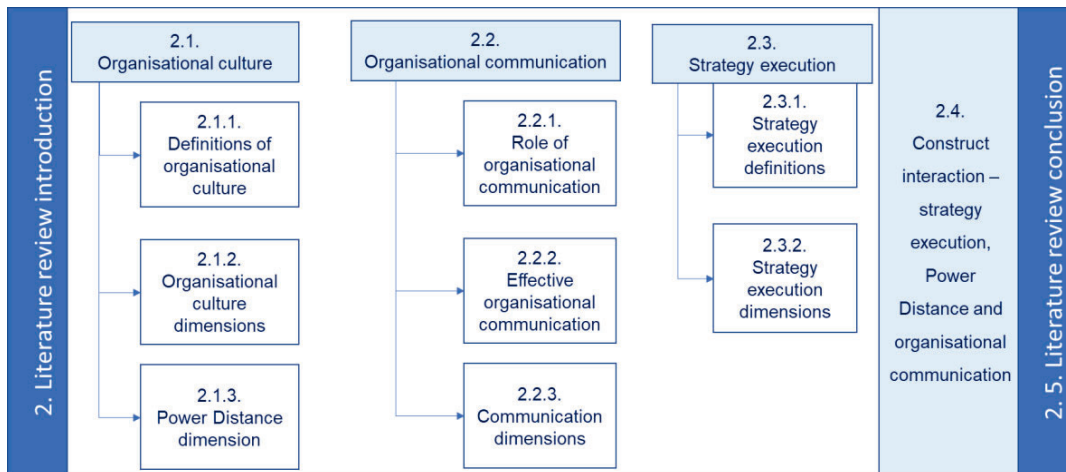 2. Literature review introduction
2.1.
Organisational culture
2.1.1.
Definitions of
organisational
culture
2.1.2.
Organisational
culture
dimensions
2.1.3.
Power Distance
dimension
2.2.
Organisational communication
2.2.1.
Role of
organisational
communication
2.2.2.
Effective
organisational
communication
2.2.3.
Communication
dimensions
2.3.
Strategy execution
2.3.1.
Strategy
execution
definitions
2.3.2.
Strategy
execution
dimensions
2.4.
Construct
interaction –
strategy
execution,
Power
Distance and
organisational
communication
2. 5. Literature review conclusion